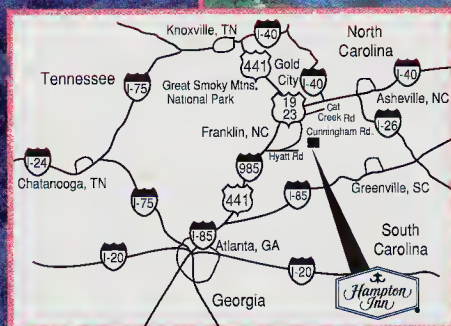 Knoxville, TN
I-40
North
Carolina
441
Gold
City
Tennessee
I-75
Great Smoky Mtns.
National Park
I-40
I-40
19
23
Cat
Creek Rd
Asheville, NC
Franklin, NC
Cunningham Rd.
I-26
Hyatt Rd
I-24
985
Chatanooga, TN
I-75
441
I-85
Greenville, SC
I-85
Atlanta, GA
South
Carolina
I-20
I-20
Georgia
Hampton
Inn